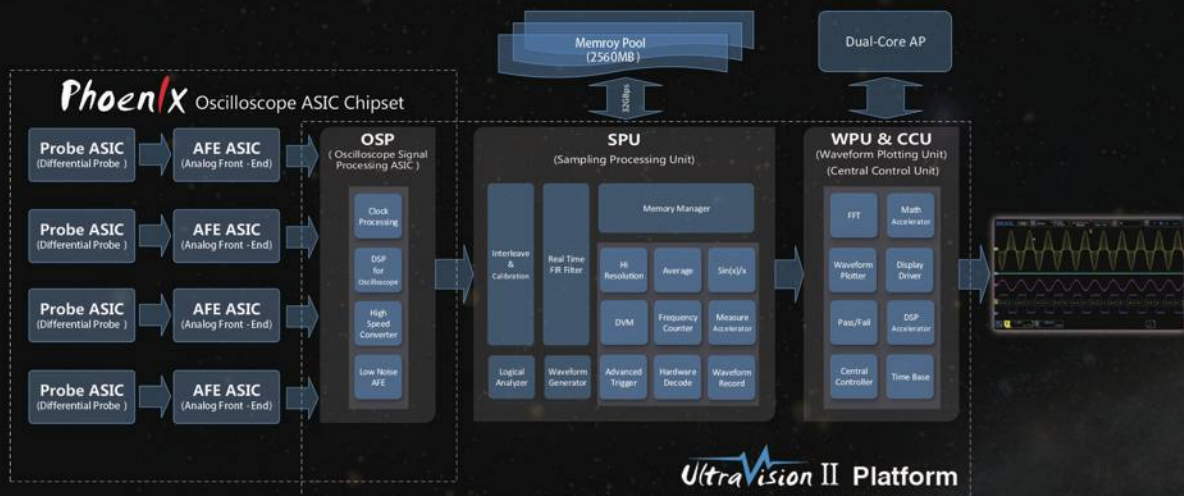 Memroy Pool
(2560MB)
Dual-Core AP
32GBps
PhoenIx Oscilloscope ASIC Chipset
Probe ASIC
(Differential Probe )
AFE ASIC
(Analog Front -End)
Probe ASIC
(Differential Probe )
AFE ASIC
(Analog Front -End)
Probe ASIC
(Differential Probe )
AFE ASIC
(Analog Front -End)
Probe ASIC
(Differential Probe )
AFE ASIC
(Analog Front -End)
OSP
( Oscilloscope Signal
Processing ASIC )
Clock
Processing
DSP
for
Oscilloscope
High
Speed
Converter
Low Noise
AFE
SPU
(Sampling Processing Unit)
Interleave
&
Calibration
Real Time
FIR Filter
Memory Manager
Hi
Resolution
Average
Sin(x)/x
DVM
Frequency
Counter
Measure
Accelerator
Logical
Analyzer
Waveform
Generator
Advanced
Trigger
Hardware
Decode
Waveform
Record
WPU & CCU
(Waveform Plotting Unit)
(Central Control Unit)
FFT
Math
Accelerator
Waveform
Plotter
Display
Driver
Pass/Fail
DSP
Accelerator
Central
Controller
Time Base
UltraVision II Platform